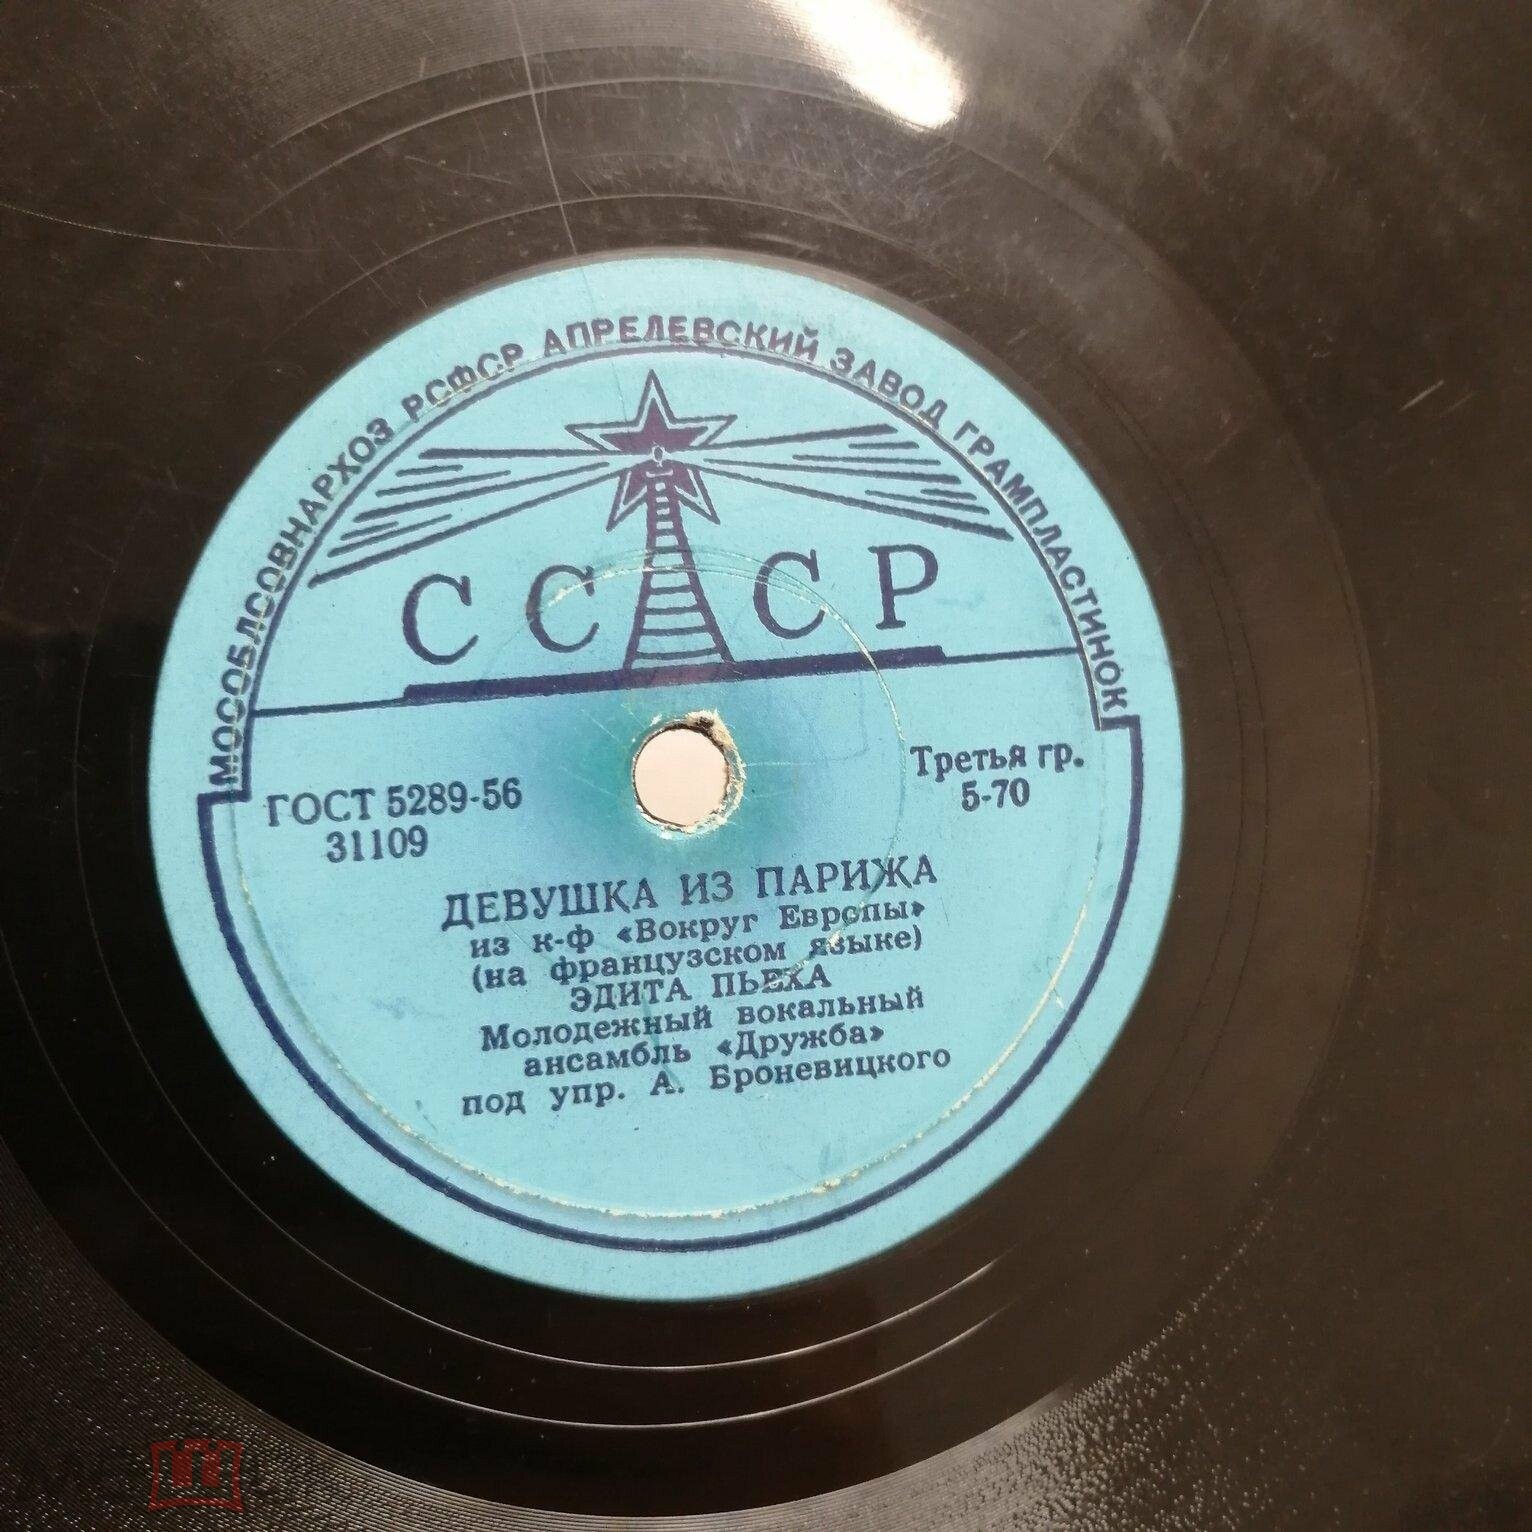 МОСОБЛСОВНАРХОЗ РСФСР АПРЕЛЕВСКИЙ ЗАВОД ГРАМПЛАСТИНОК
СССР
ГОСТ 5289-56
31109
Третья гр.
5-70
ДЕВУШКА ИЗ ПАРИЖА
из к-ф «Вокруг Европы»
(на французском языке)
ЭДИТА ПЬЕХА
Молодежный вокальный
ансамбль «Дружба»
под упр. А. Броневицкого